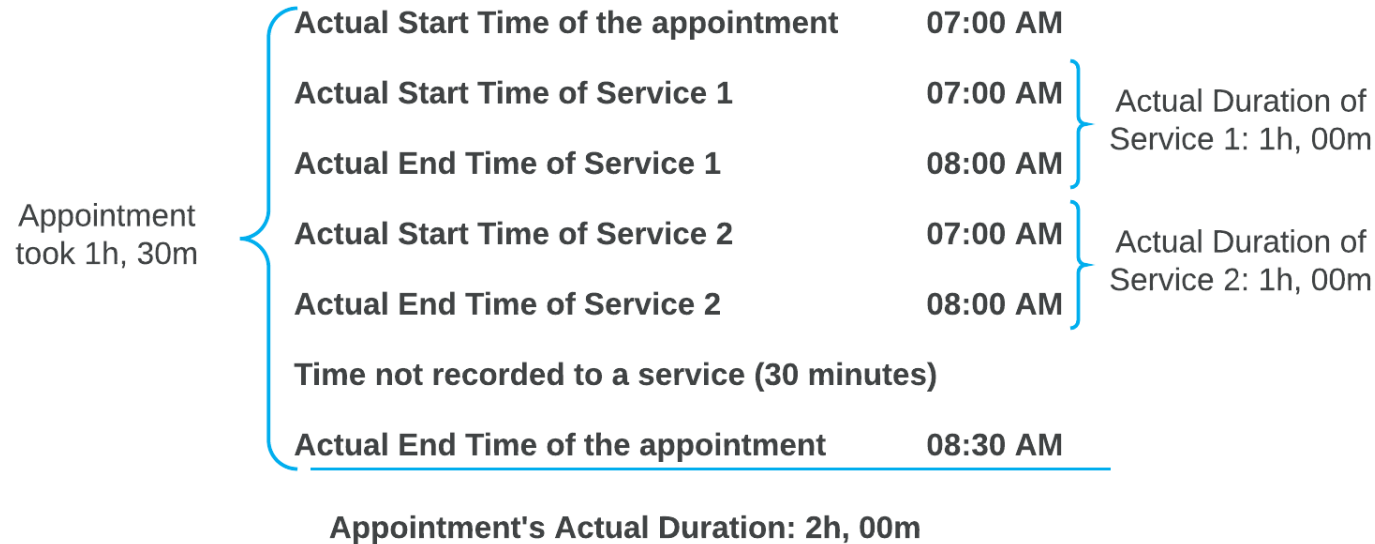 Actual Start Time of the appointment 07:00 AM
Actual Start Time of Service 1 07:00 AM
Actual End Time of Service 1 08:00 AM
Actual Duration of
Service 1: 1h, 00m
Appointment
took 1h, 30m
Actual Start Time of Service 2 07:00 AM
Actual End Time of Service 2 08:00 AM
Actual Duration of
Service 2: 1h, 00m
Time not recorded to a service (30 minutes)
Actual End Time of the appointment 08:30 AM
Appointment's Actual Duration: 2h, 00m